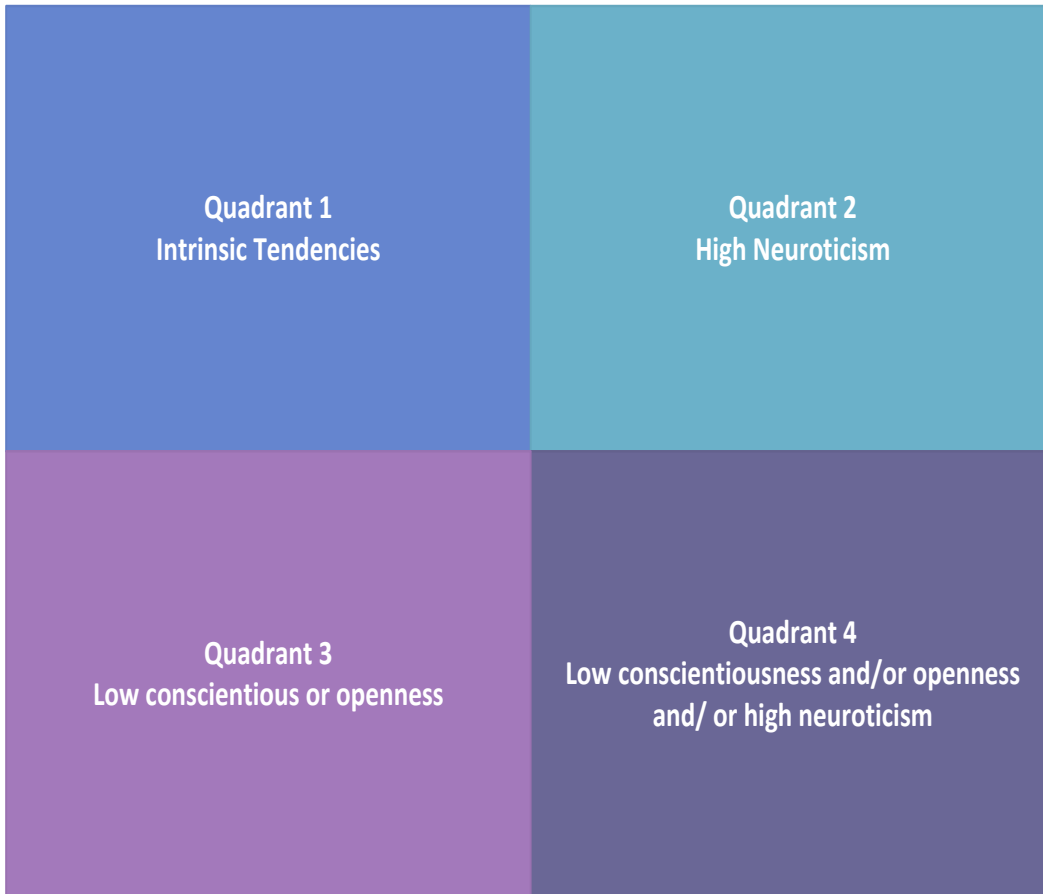 Quadrant 1
Intrinsic Tendencies
Quadrant 2
High Neuroticism
Quadrant 3
Low conscientious or openness
Quadrant 4
Low conscientiousness and/or openness
and/ or high neuroticism